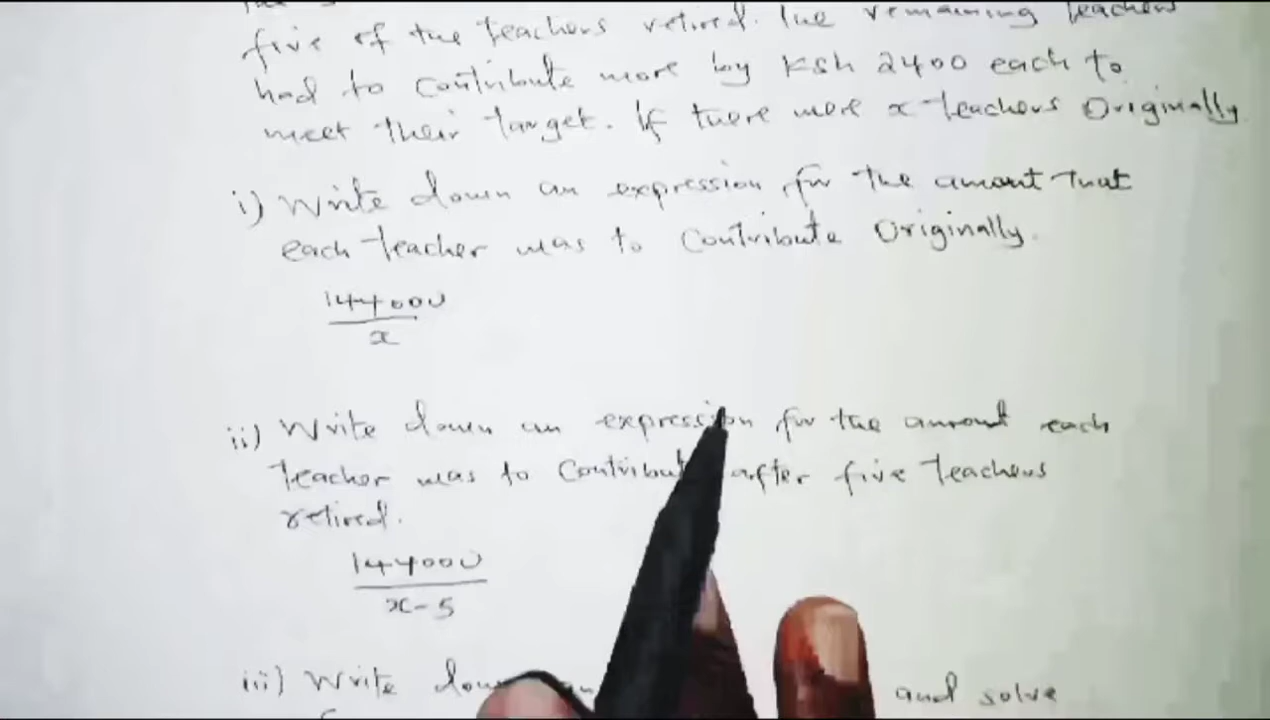 five of the teachers retired. The remaining teachers
had to contribute more by Ksh 2400 each to
meet their target. If there were x teachers Originally
i) Write down an expression for the amount that
each teacher was to contribute Originally.
144000
x
ii) Write down an expression for the amount each
teacher was to contribut after five teachers
retired.
144000
x-5
iii) Write down an and solve